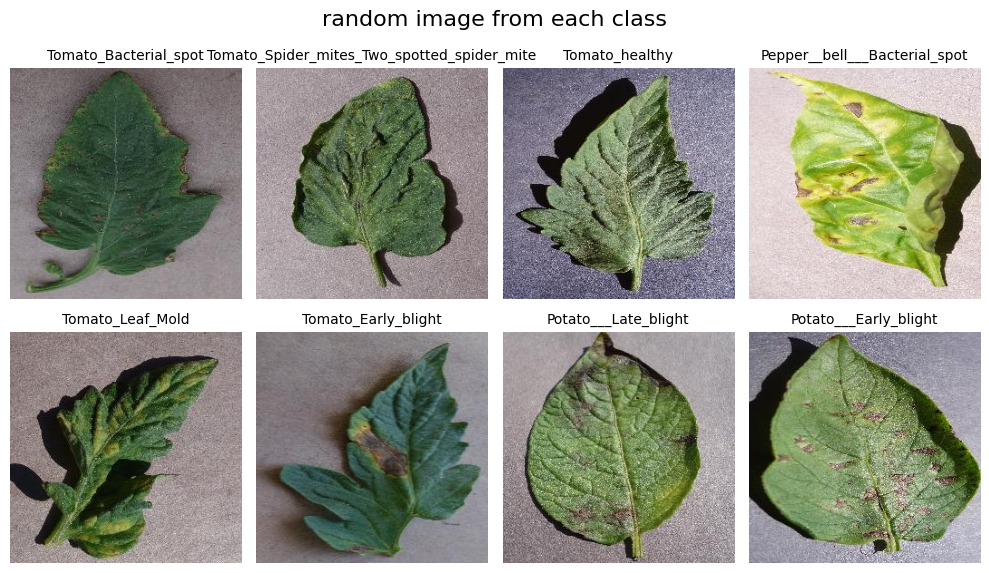 random image from each class
Tomato_Bacterial_spot
Tomato_Spider_mites_Two_spotted_spider_mite
Tomato_healthy
Pepper__bell___Bacterial_spot
Tomato_Leaf_Mold
Tomato_Early_blight
Potato___Late_blight
Potato___Early_blight